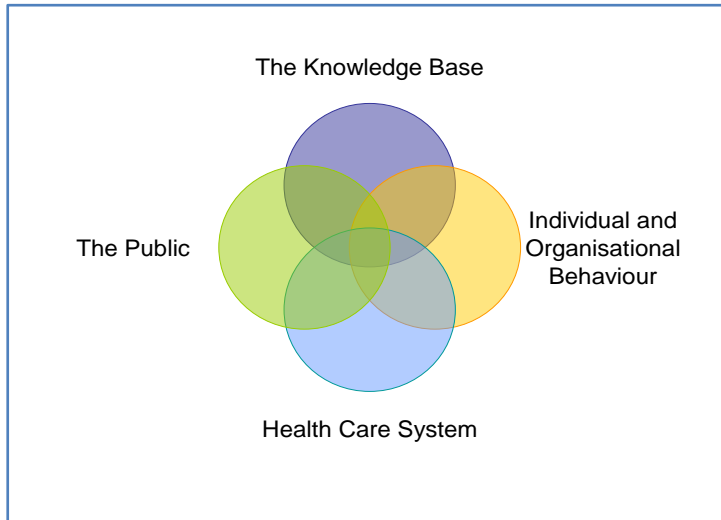 The Knowledge Base
The Public
Individual and
Organisational
Behaviour
Health Care System